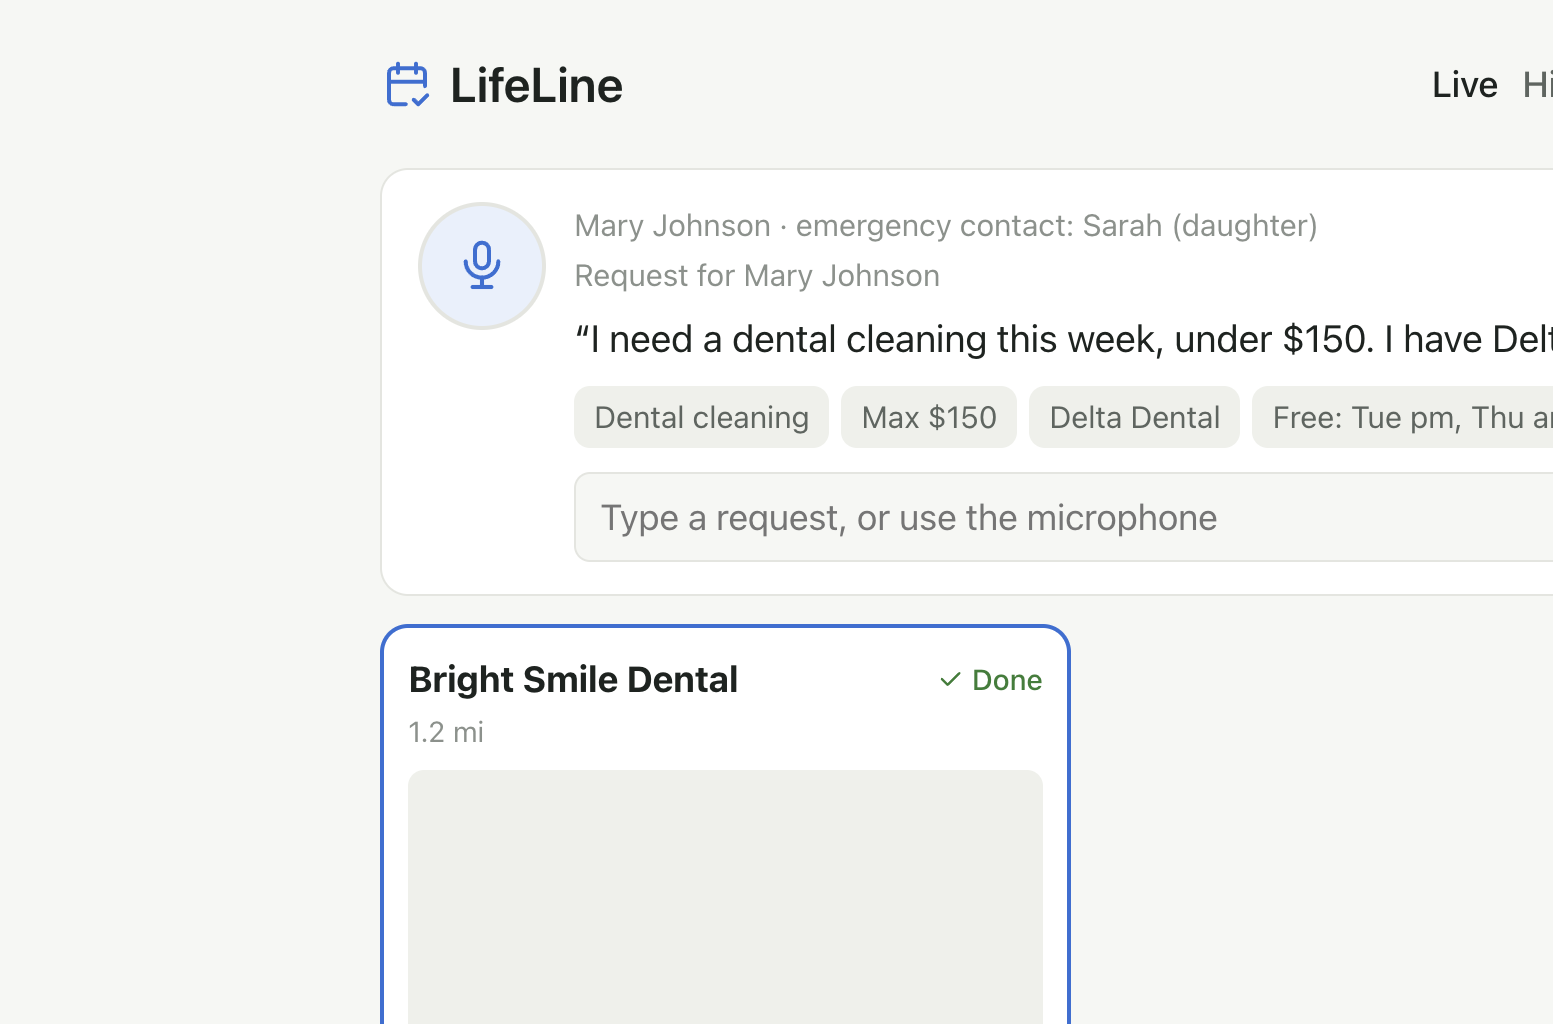 LifeLine
Live
Mary Johnson · emergency contact: Sarah (daughter)
Request for Mary Johnson
“I need a dental cleaning this week, under $150. I have
Dental cleaning
Max $150
Delta Dental
Free: Tue pm, Thu
Type a request, or use the microphone
Bright Smile Dental
Done
1.2 mi